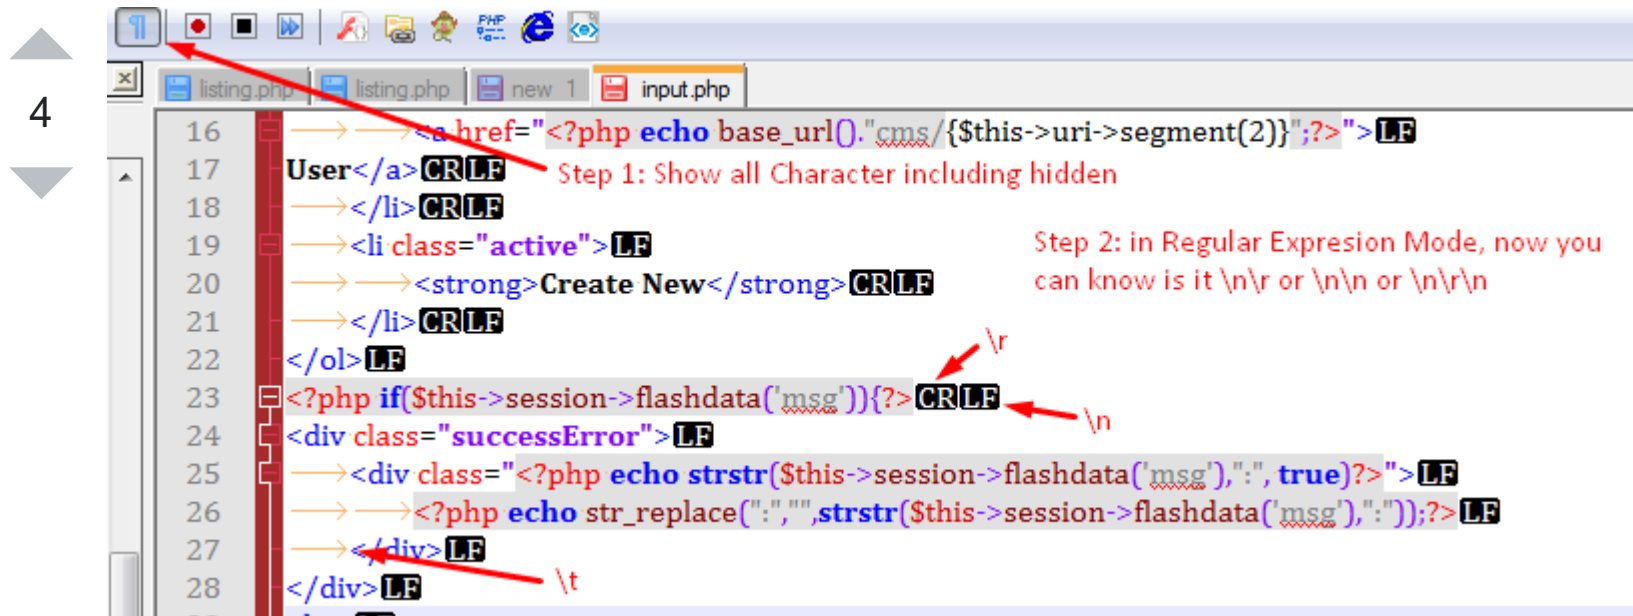 PHP
4
listing.php listing.php new 1 input.php
16 <a href="<?php echo base_url()."cms/{$this->uri->segment(2)}";?>">LF
17 User</a>CRLF
Step 1: Show all Character including hidden
18 </li>CRLF
19 <li class="active">LF
Step 2: in Regular Expresion Mode, now you
20 <strong>Create New</strong>CRLF
can know is it \n\r or \n\n or \n\r\n
21 </li>CRLF
\r
22 </ol>LF
23 <?php if($this->session->flashdata('msg')){?>CRLF
\n
24 <div class="successError">LF
25 <div class="<?php echo strstr($this->session->flashdata('msg'),":", true)?>">LF
26 <?php echo str_replace(":","",strstr($this->session->flashdata('msg'),":"));?>LF
27 </div>LF
\t
28 </div>LF